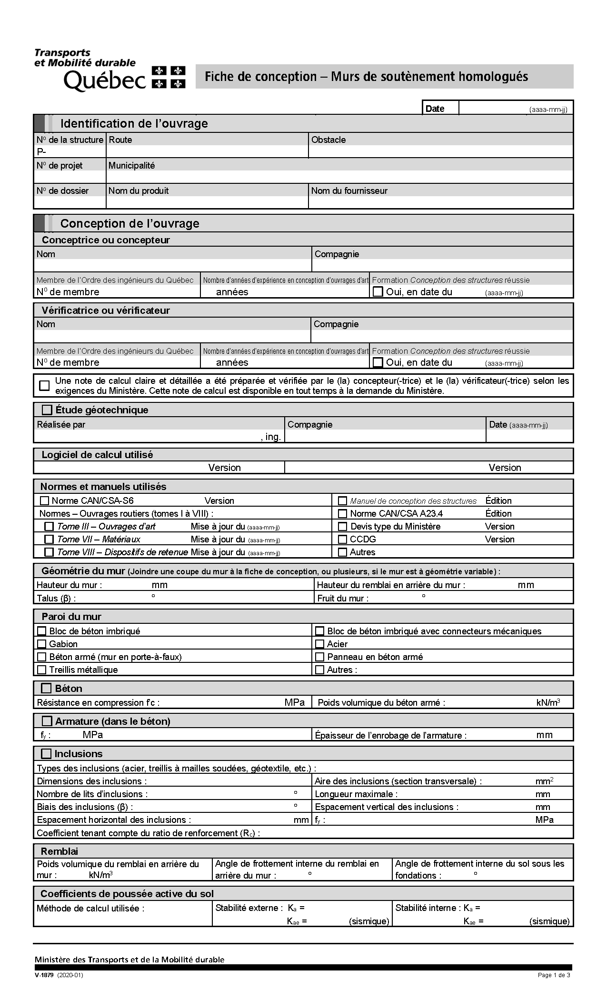 Transports
et Mobilité durable
Québec
Fiche de conception – Murs de soutènement homologués
Date (aaaa-mm-jj)
Identification de l’ouvrage
Nº de la structure Route Obstacle
P-
Nº de projet Municipalité
Nº de dossier Nom du produit Nom du fournisseur
Conception de l’ouvrage
Conceptrice ou concepteur
Nom Compagnie
Membre de l’Ordre des ingénieurs du Québec Nombre d’années d’expérience en conception d’ouvrages d’art Formation Conception des structures réussie
Nº de membre années Oui, en date du (aaaa-mm-jj)
Vérificatrice ou vérificateur
Nom Compagnie
Membre de l’Ordre des ingénieurs du Québec Nombre d’années d’expérience en conception d’ouvrages d’art Formation Conception des structures réussie
Nº de membre années Oui, en date du (aaaa-mm-jj)
Une note de calcul claire et détaillée a été préparée et vérifiée par le (la) concepteur(-trice) et le (la) vérificateur(-trice) selon les
exigences du Ministère. Cette note de calcul est disponible en tout temps à la demande du Ministère.
Étude géotechnique
Réalisée par Compagnie Date (aaaa-mm-jj)
, ing.
Logiciel de calcul utilisé
Version Version
Normes et manuels utilisés
Norme CAN/CSA-S6 Version Manuel de conception des structures Édition
Normes – Ouvrages routiers (tomes I à VIII) : Norme CAN/CSA A23.4 Édition
Tome III – Ouvrages d’art Mise à jour du (aaaa-mm-jj) Devis type du Ministère Version
Tome VII – Matériaux Mise à jour du (aaaa-mm-jj) CCDG Version
Tome VIII – Dispositifs de retenue Mise à jour du (aaaa-mm-jj) Autres
Géométrie du mur (Joindre une coupe du mur à la fiche de conception, ou plusieurs, si le mur est à géométrie variable) :
Hauteur du mur : mm Hauteur du remblai en arrière du mur : mm
Talus (β) : ° Fruit du mur : °
Paroi du mur
Bloc de béton imbriqué Bloc de béton imbriqué avec connecteurs mécaniques
Gabion Acier
Béton armé (mur en porte-à-faux) Panneau en béton armé
Treillis métallique Autres :
Béton
Résistance en compression f'c : MPa Poids volumique du béton armé : kN/m³
Armature (dans le béton)
fy : MPa Épaisseur de l’enrobage de l’armature : mm
Inclusions
Types des inclusions (acier, treillis à mailles soudées, géotextile, etc.) :
Dimensions des inclusions : Aire des inclusions (section transversale) : mm²
Nombre de lits d’inclusions : ° Longueur maximale : mm
Biais des inclusions (β) : ° Espacement vertical des inclusions : mm
Espacement horizontal des inclusions : mm fy : MPa
Coefficient tenant compte du ratio de renforcement (Rc) :
Remblai
Poids volumique du remblai en arrière du Angle de frottement interne du remblai en Angle de frottement interne du sol sous les
mur : kN/m³ arrière du mur : ° fondations : °
Coefficients de poussée active du sol
Méthode de calcul utilisée : Stabilité externe : Ka = Stabilité interne : Ka =
Kae = (sismique) Kae = (sismique)
Ministère des Transports et de la Mobilité durable
V-1879 (2020-01) Page 1 de 3